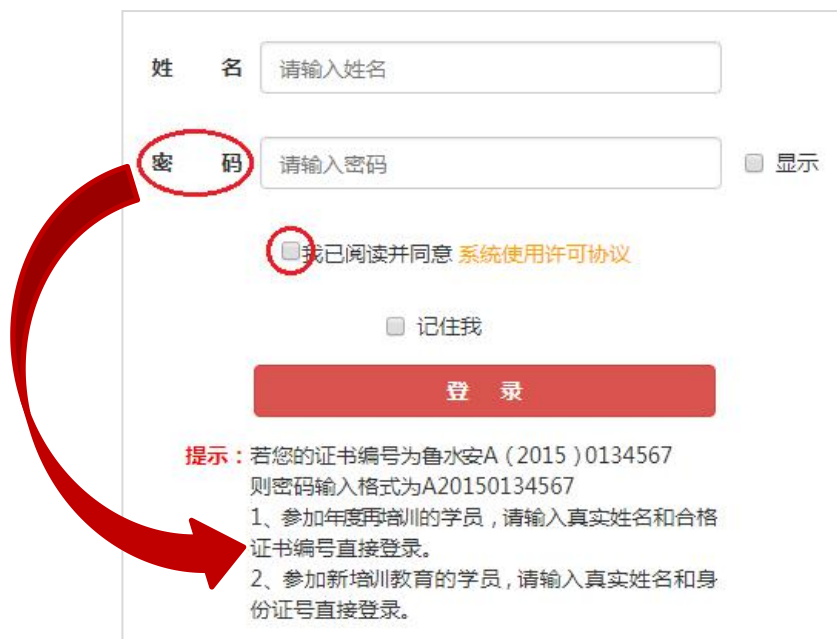 姓 名 请输入姓名
密 码 请输入密码 显示
我已阅读并同意 系统使用许可协议
记住我
登 录
提示：若您的证书编号为鲁水安A（2015）0134567
则密码输入格式为A20150134567
1、参加年度再培训的学员，请输入真实姓名和合格
证书编号直接登录。
2、参加新培训教育的学员，请输入真实姓名和身
份证号直接登录。